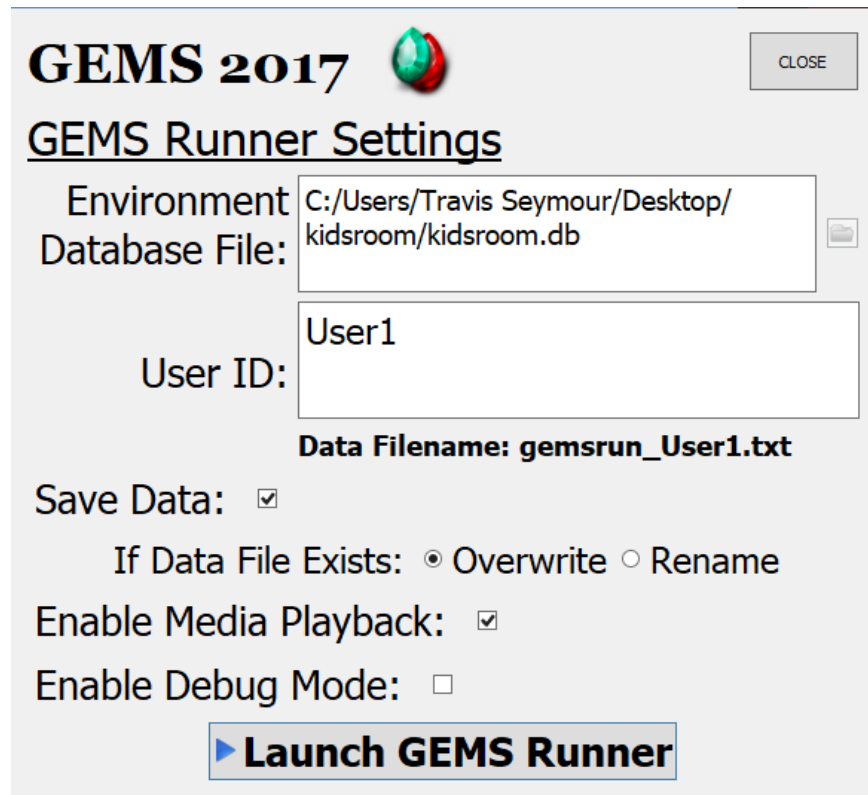 GEMS 2017
CLOSE
GEMS Runner Settings
Environment
Database File:
C:/Users/Travis Seymour/Desktop/
kidsroom/kidsroom.db
User ID:
User1
Data Filename: gemsrun_User1.txt
Save Data:
If Data File Exists: Overwrite Rename
Enable Media Playback:
Enable Debug Mode:
Launch GEMS Runner